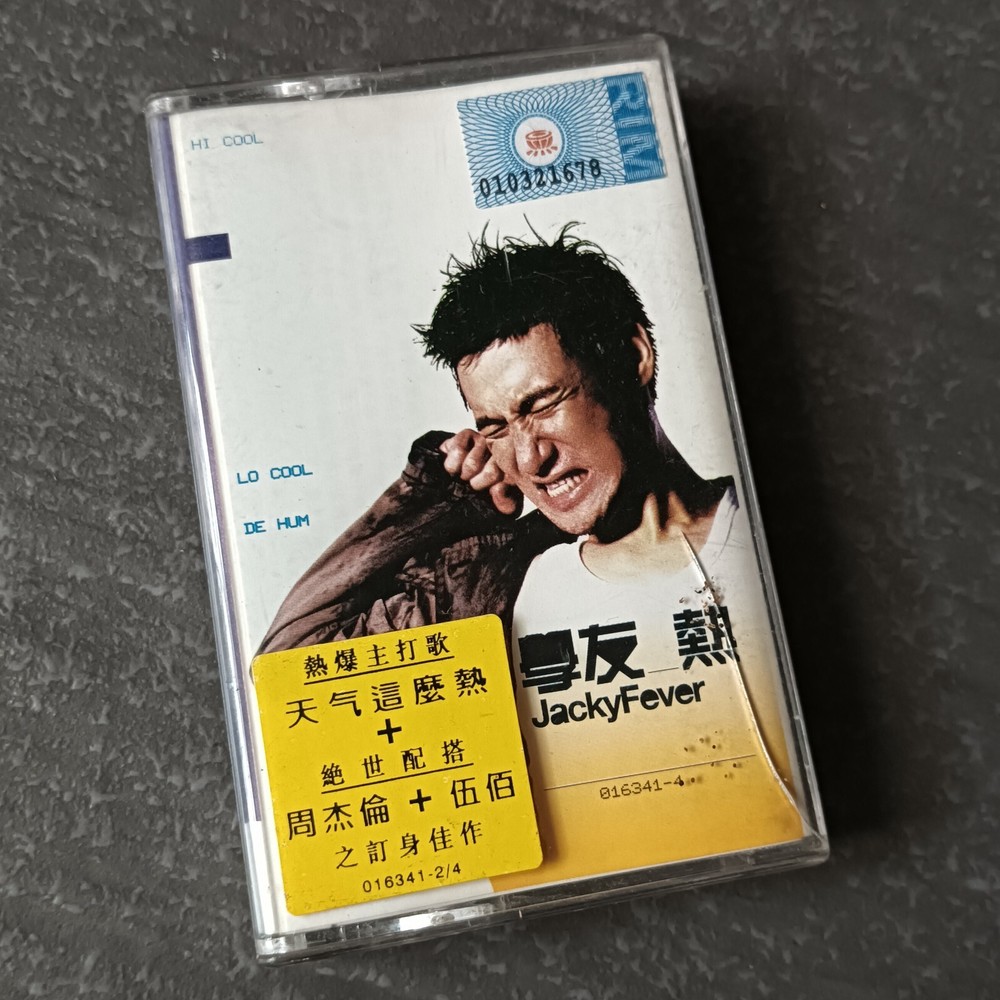 HI COOL
RIM
010321678
LO COOL
DE HUM
學友 熱
JackyFever
016341-4
熱爆主打歌
天气這麼熱
+
絕世配搭
周杰倫 + 伍佰
之訂身佳作
016341-2/4